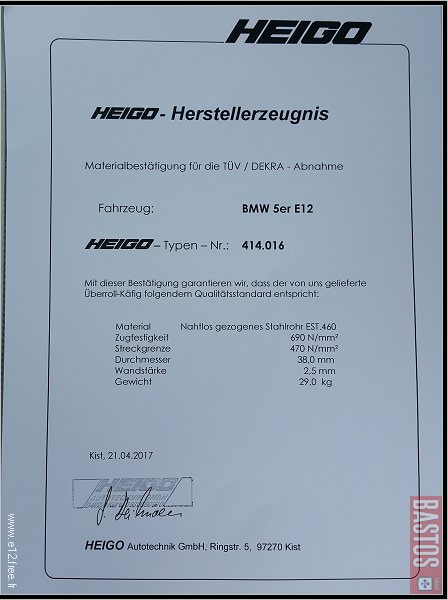 HEIGO
HEIGO - Herstellerzeugnis
Materialbestätigung für die TÜV / DEKRA - Abnahme
Fahrzeug: BMW 5er E12
HEIGO – Typen – Nr.: 414.016
Mit dieser Bestätigung garantieren wir, dass der von uns gelieferte
Überroll-Käfig folgendem Qualitätsstandard entspricht:
Material Nahtlos gezogenes Stahlrohr EST.460
Zugfestigkeit 690 N/mm²
Streckgrenze 470 N/mm²
Durchmesser 38,0 mm
Wandstärke 2,5 mm
Gewicht 29,0 kg
Kist, 21.04.2017
HEIGO
AUTOTECHNIK GMBH
HEIGO Autotechnik GmbH, Ringstr. 5, 97270 Kist
www.e12free.fr
BASTOS